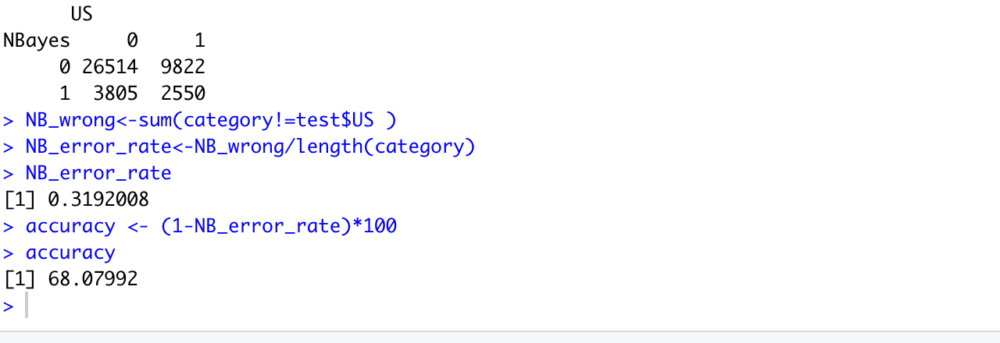 US
NBayes 0 1
0 26514 9822
1 3805 2550
> NB_wrong<-sum(category!=test$US )
> NB_error_rate<-NB_wrong/length(category)
> NB_error_rate
[1] 0.3192008
> accuracy <- (1-NB_error_rate)*100
> accuracy
[1] 68.07992
>